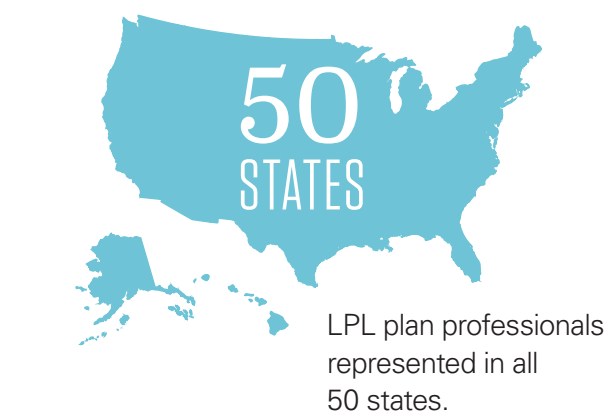 50
STATES
LPL plan professionals
represented in all
50 states.